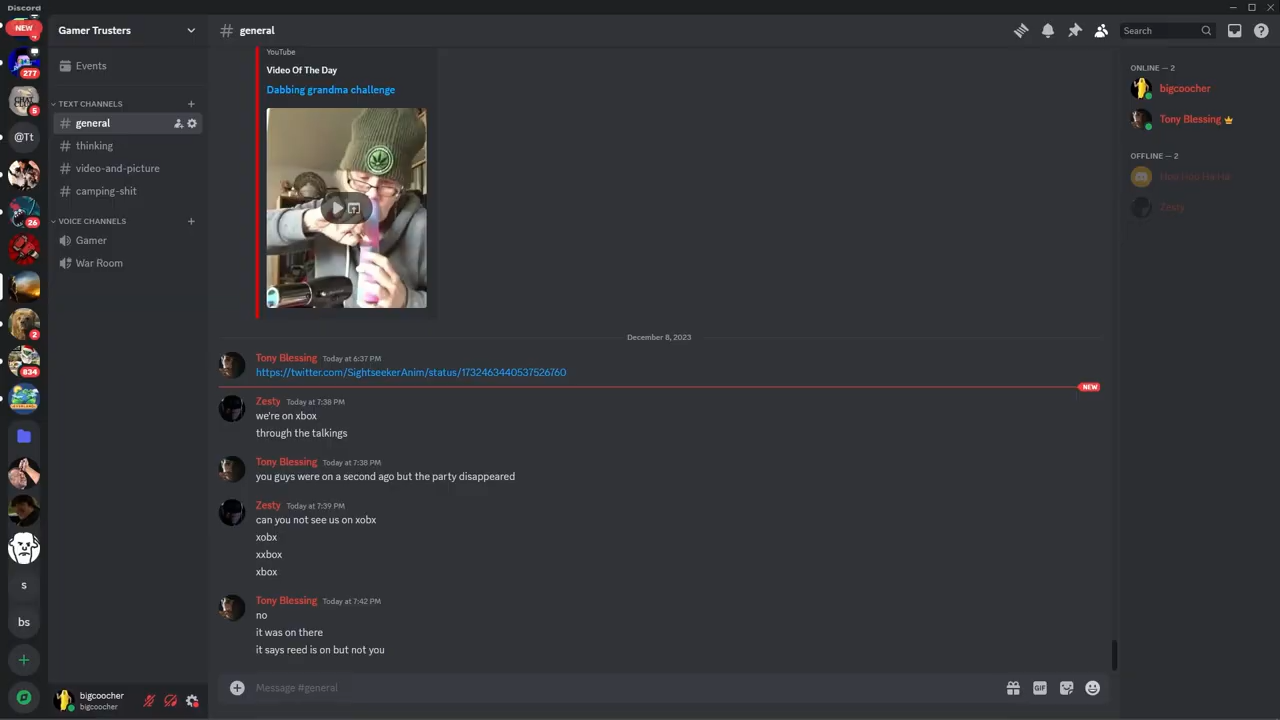 Discord
NEW
Gamer Trusters
# general
Search
277
Events
5
TEXT CHANNELS
# general
# thinking
# video-and-picture
# camping-shit
VOICE CHANNELS
Gamer
War Room
@Tt
26
2
834
s
bs
bigcoocher
bigcoocher
YouTube
Video Of The Day
Dabbing grandma challenge
December 8, 2023
Tony Blessing Today at 6:37 PM
https://twitter.com/SightseekerAnim/status/1732463440537526760
NEW
Zesty Today at 7:38 PM
we're on xbox
through the talkings
Tony Blessing Today at 7:38 PM
you guys were on a second ago but the party disappeared
Zesty Today at 7:39 PM
can you not see us on xobx
xobx
xxbox
xbox
Tony Blessing Today at 7:42 PM
no
it was on there
it says reed is on but not you
Message #general
GIF
ONLINE — 2
bigcoocher
Tony Blessing
OFFLINE — 2
Zesty